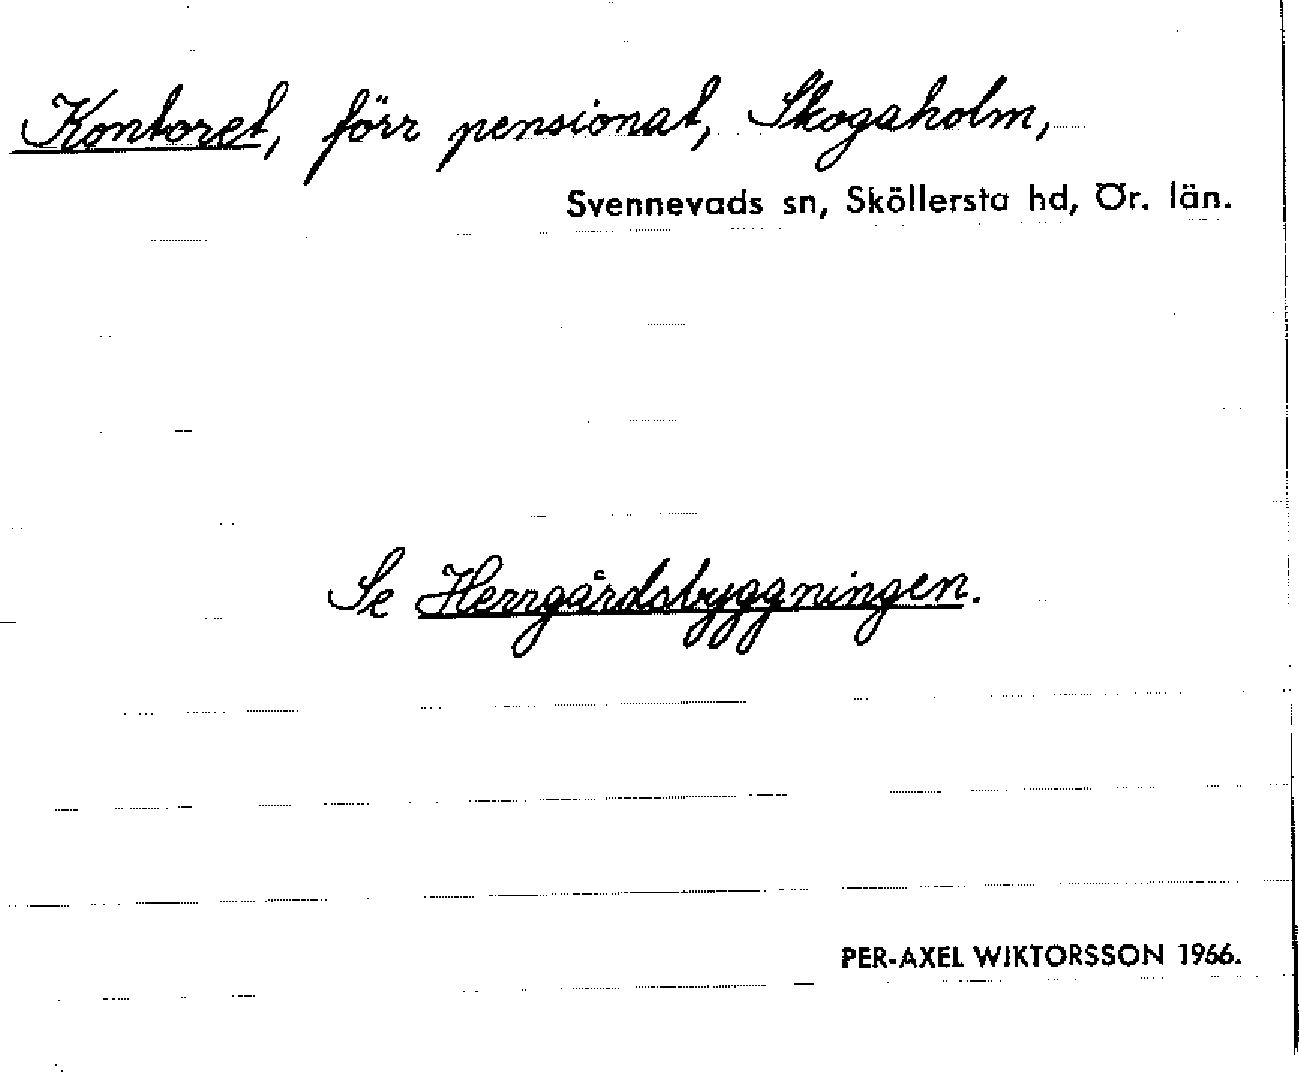 Kontoret, förr pensionat, Skogaholm,
Svennevads sn, Sköllersta hd, Ör. län.
Se Herrgårdsbyggningen.
PER-AXEL WIKTORSSON 1966.